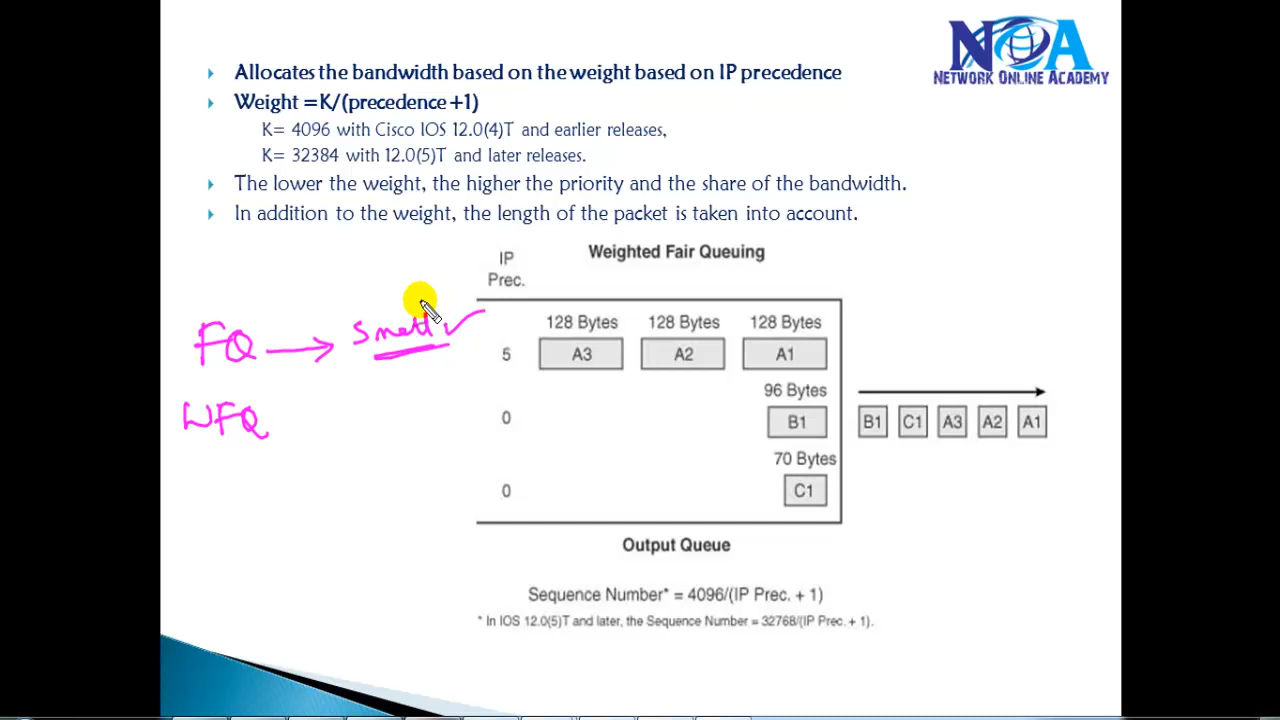 NOA
NETWORK ONLINE ACADEMY
Allocates the bandwidth based on the weight based on IP precedence
Weight =K/(precedence +1)
K= 4096 with Cisco IOS 12.0(4)T and earlier releases,
K= 32384 with 12.0(5)T and later releases.
The lower the weight, the higher the priority and the share of the bandwidth.
In addition to the weight, the length of the packet is taken into account.
Weighted Fair Queuing
IP
Prec.
128 Bytes 128 Bytes 128 Bytes
5 A3 A2 A1
96 Bytes
0 B1
70 Bytes
0 C1
B1 C1 A3 A2 A1
FQ → Small
WFQ
Output Queue
Sequence Number* = 4096/(IP Prec. + 1)
* In IOS 12.0(5)T and later, the Sequence Number = 32768/(IP Prec. + 1).